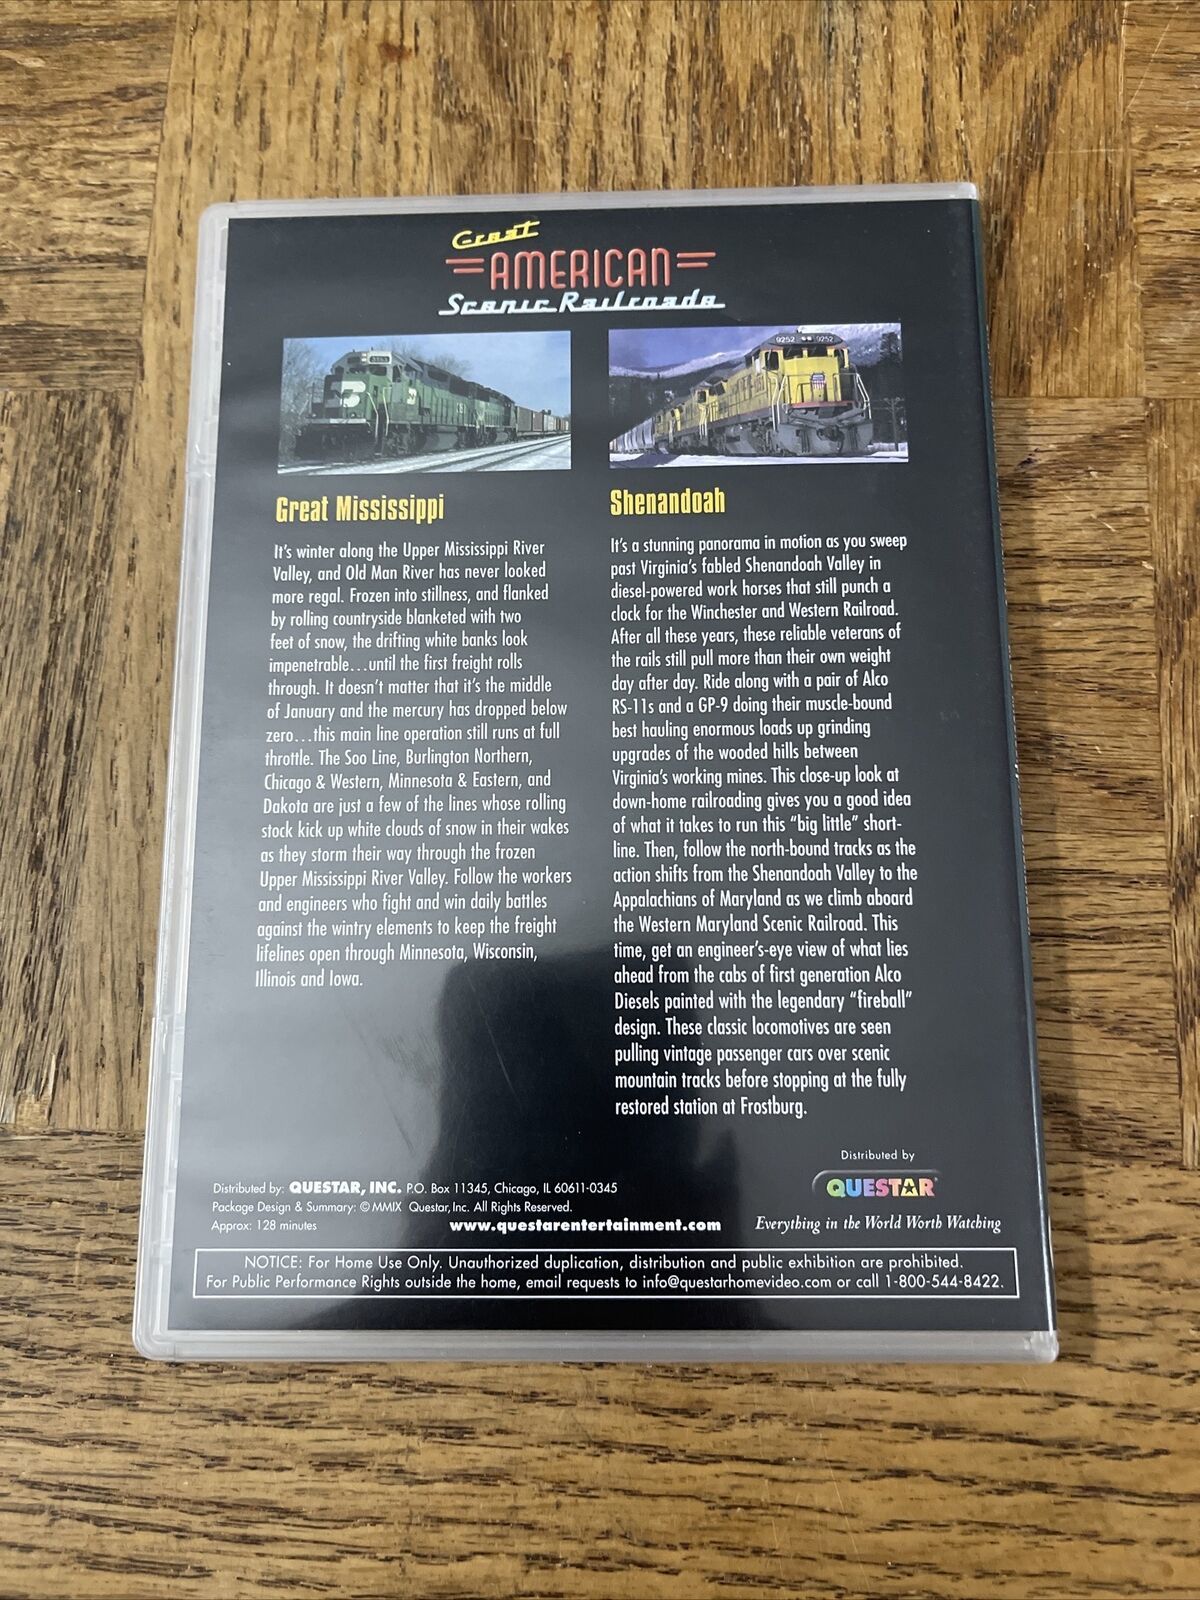 Great
AMERICAN
Scenic Railroads
9252 9252
Great Mississippi
It's winter along the Upper Mississippi River
Valley, and Old Man River has never looked
more regal. Frozen into stillness, and flanked
by rolling countryside blanketed with two
feet of snow, the drifting white banks look
impenetrable...until the first freight rolls
through. It doesn't matter that it's the middle
of January and the mercury has dropped below
zero...this main line operation still runs at full
throttle. The Soo Line, Burlington Northern,
Chicago & Western, Minnesota & Eastern, and
Dakota are just a few of the lines whose rolling
stock kick up white clouds of snow in their wakes
as they storm their way through the frozen
Upper Mississippi River Valley. Follow the workers
and engineers who fight and win daily battles
against the wintry elements to keep the freight
lifelines open through Minnesota, Wisconsin,
Illinois and Iowa.
Shenandoah
It's a stunning panorama in motion as you sweep
past Virginia's fabled Shenandoah Valley in
diesel-powered work horses that still punch a
clock for the Winchester and Western Railroad.
After all these years, these reliable veterans of
the rails still pull more than their own weight
day after day. Ride along with a pair of Alco
RS-11s and a GP-9 doing their muscle-bound
best hauling enormous loads up grinding
upgrades of the wooded hills between
Virginia's working mines. This close-up look at
down-home railroading gives you a good idea
of what it takes to run this "big little" short-
line. Then, follow the north-bound tracks as the
action shifts from the Shenandoah Valley to the
Appalachians of Maryland as we climb aboard
the Western Maryland Scenic Railroad. This
time, get an engineer's-eye view of what lies
ahead from the cabs of first generation Alco
Diesels painted with the legendary "fireball"
design. These classic locomotives are seen
pulling vintage passenger cars over scenic
mountain tracks before stopping at the fully
restored station at Frostburg.
Distributed by
QUESTAR
Everything in the World Worth Watching
Distributed by: QUESTAR, INC. P.O. Box 11345, Chicago, IL 60611-0345
Package Design & Summary: © MMIX Questar, Inc. All Rights Reserved.
Approx: 128 minutes
www.questarentertainment.com
NOTICE: For Home Use Only. Unauthorized duplication, distribution and public exhibition are prohibited.
For Public Performance Rights outside the home, email requests to info@questarhomevideo.com or call 1-800-544-8422.